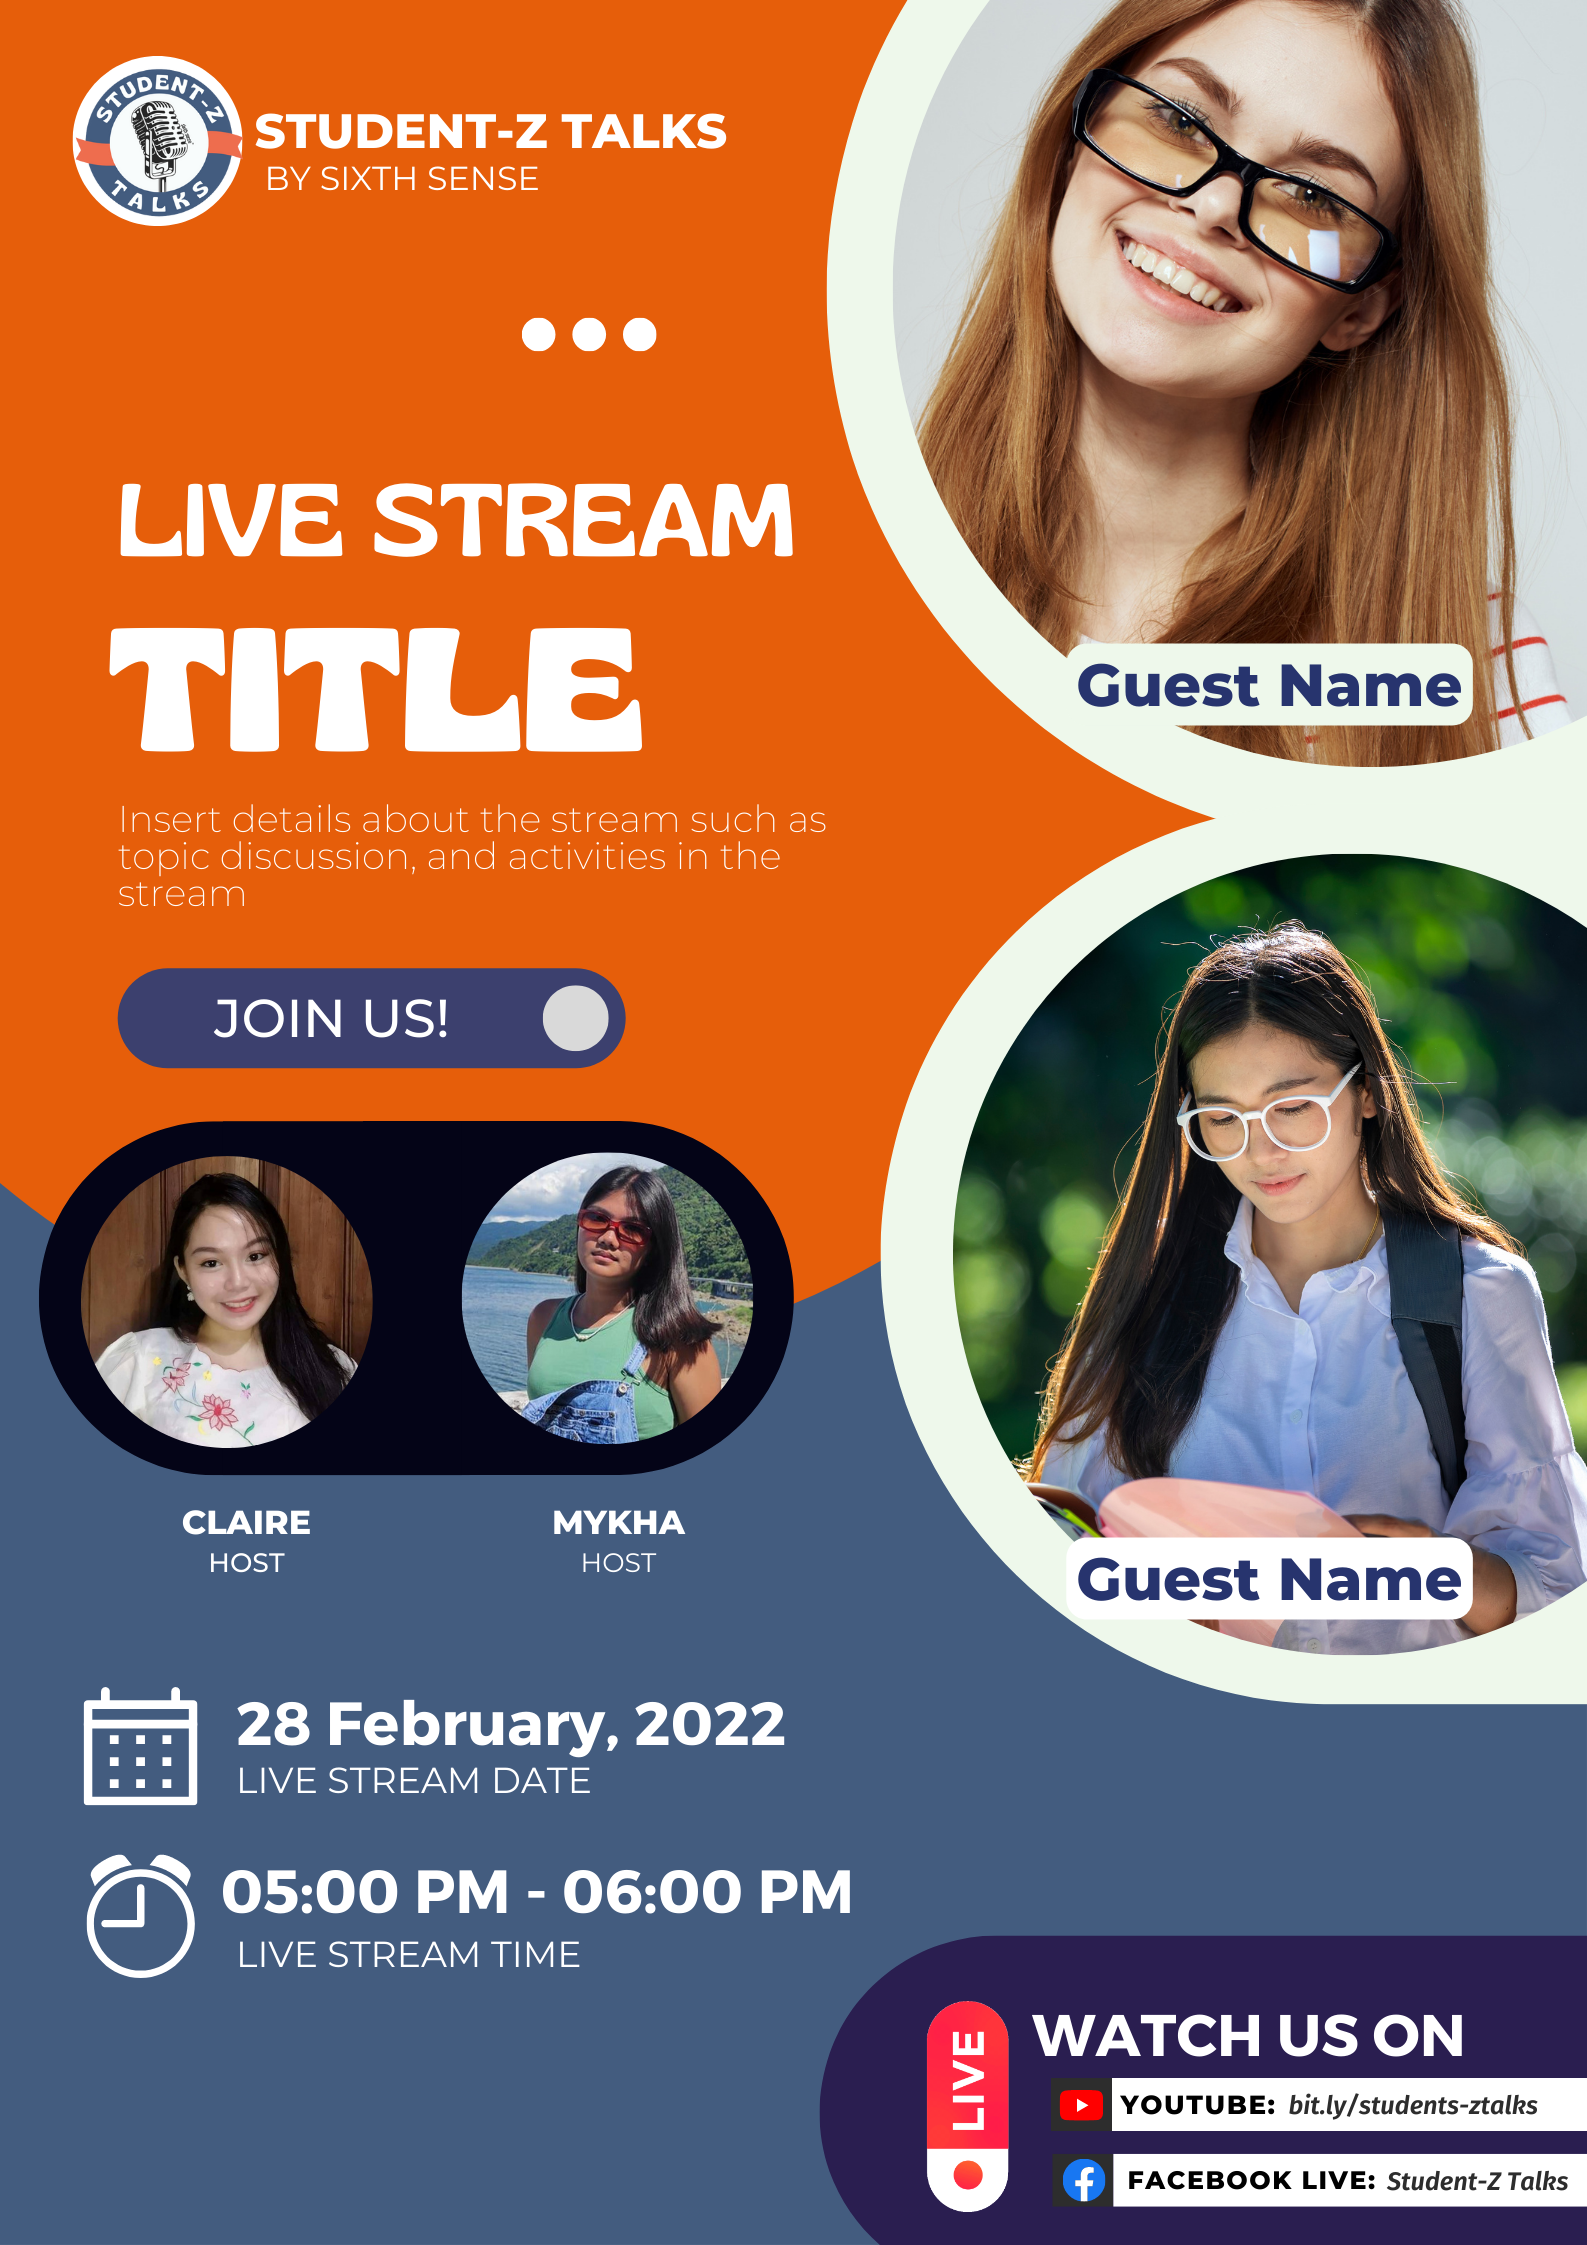 STUDENT-Z
TALKS
STUDENT-Z TALKS
BY SIXTH SENSE
LIVE STREAM
TITLE
Insert details about the stream such as
topic discussion, and activities in the
stream
JOIN US!
Guest Name
Guest Name
CLAIRE
HOST
MYKHA
HOST
28 February, 2022
LIVE STREAM DATE
05:00 PM - 06:00 PM
LIVE STREAM TIME
LIVE
WATCH US ON
YOUTUBE: bit.ly/students-ztalks
FACEBOOK LIVE: Student-Z Talks